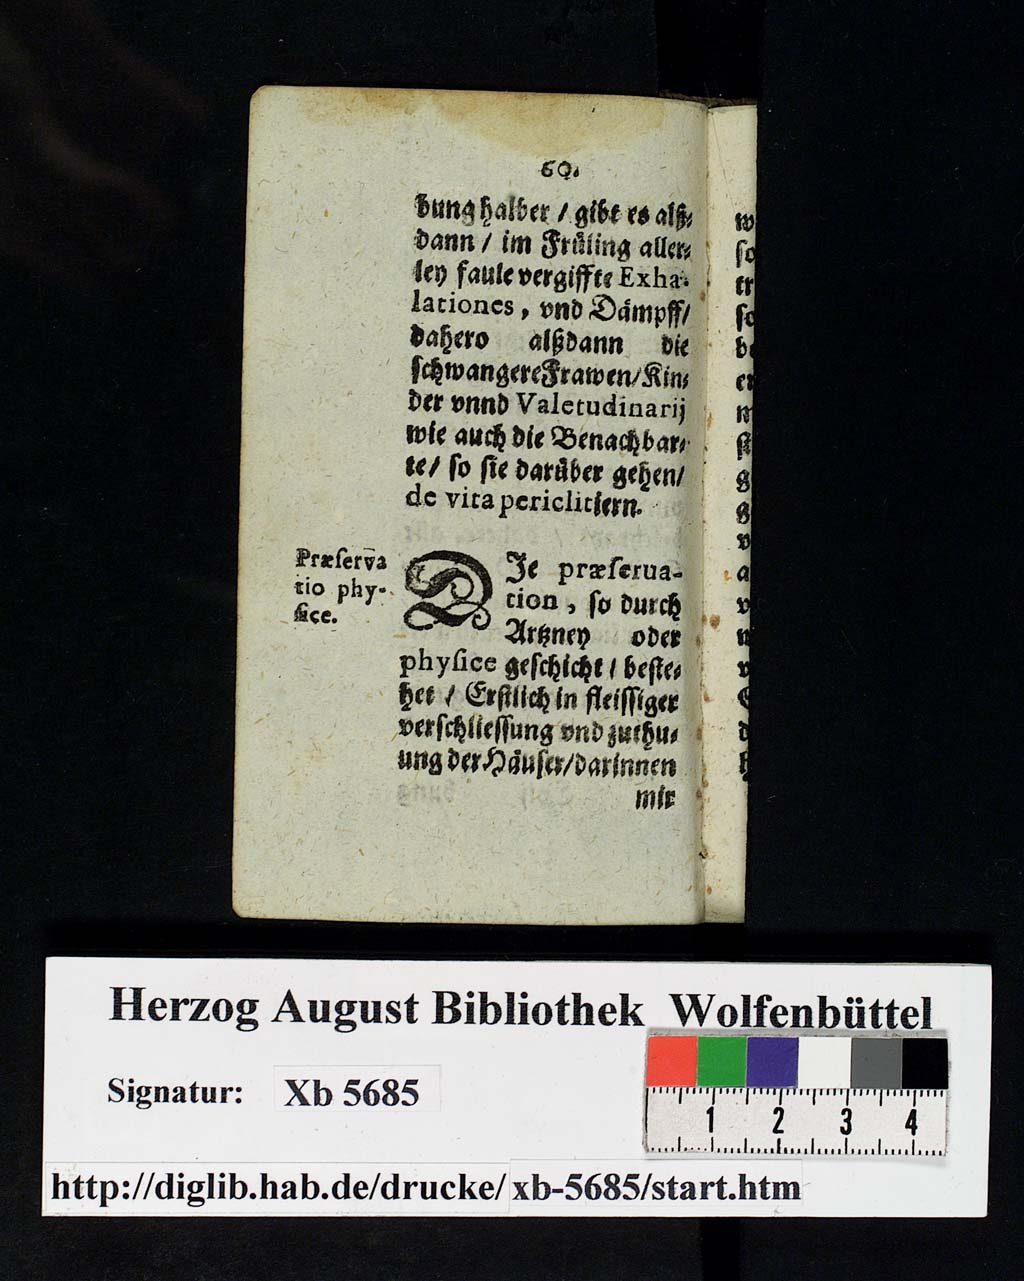 60.
bung halber / gibt es alß⸗
dann / im Früling aller⸗
ley faule vergiffte Exha-
lationes, vnd Dämpff/
dahero alßdann die
schwangere Frawen/Kin⸗
der vnnd Valetudinarij
wie auch die Benachbar⸗
te/ so sie darüber gehen/
de vita periclitiern.
Præserva
tio phy-
sice.
DIe præserua-
tion, so durch
Artzney oder
physice geschicht / beste⸗
het / Erstlich in fleissiger
verschliessung vnd zuthu⸗
ung der Häuser/darinnen
mir
Herzog August Bibliothek Wolfenbüttel
Signatur: Xb 5685
1 2 3 4
http://diglib.hab.de/drucke/xb-5685/start.htm